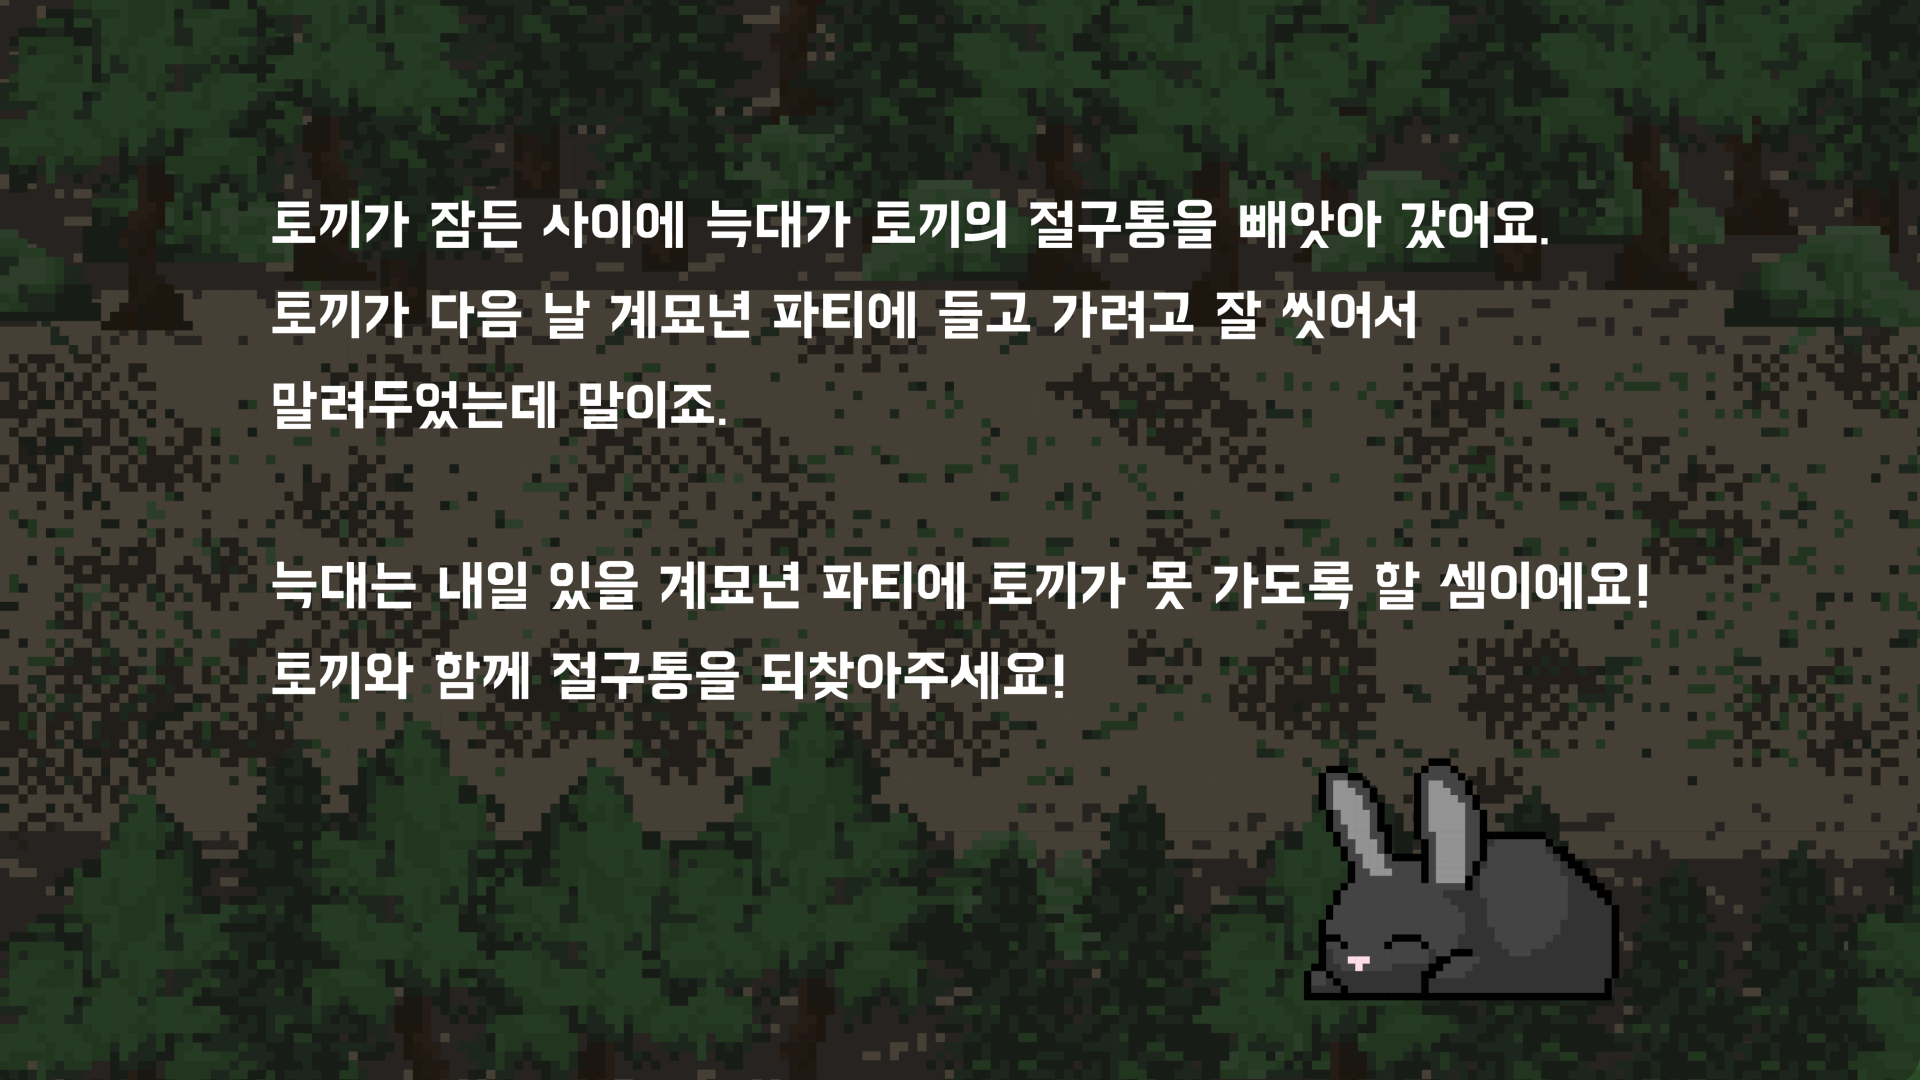 토끼가 잠든 사이에 늑대가 토끼의 절구통을 빼앗아 갔어요.
토끼가 다음 날 계묘년 파티에 들고 가려고 잘 씻어서
말려두었는데 말이죠.
늑대는 내일 있을 계묘년 파티에 토끼가 못 가도록 할 셈이에요!
토끼와 함께 절구통을 되찾아주세요!